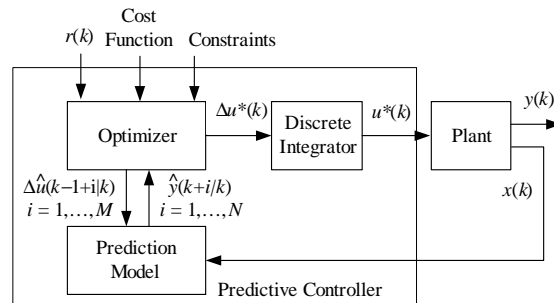 Cost
r(k) Function Constraints
Δu*(k) u*(k) y(k)
Optimizer Discrete Integrator Plant
x(k)
Δû(k−1+i|k) ŷ(k+i/k)
i = 1,…,M i = 1,…,N
Prediction
Model
Predictive Controller